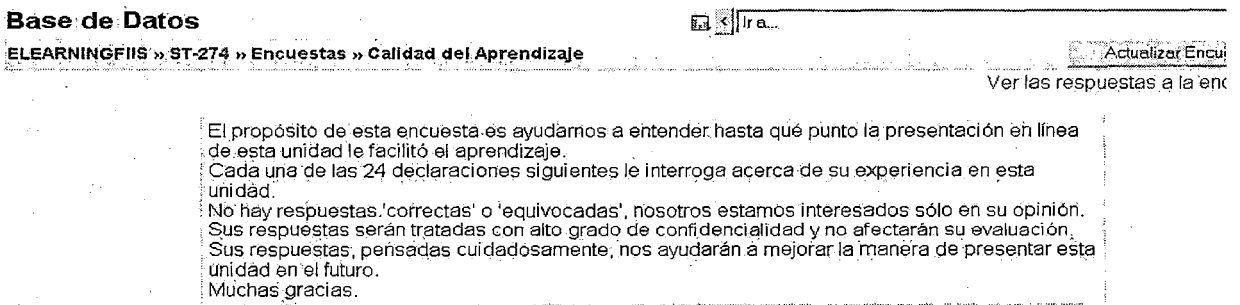 Base de Datos
Ir a...
ELEARNINGFIIS » ST-274 » Encuestas » Calidad del Aprendizaje
Actualizar Encu
Ver las respuestas a la enc
El propósito de esta encuesta es ayudarnos a entender hasta qué punto la presentación en línea
de esta unidad le facilitó el aprendizaje.
Cada una de las 24 declaraciones siguientes le interroga acerca de su experiencia en esta
unidad.
No hay respuestas 'correctas' o 'equivocadas', nosotros estamos interesados sólo en su opinión.
Sus respuestas serán tratadas con alto grado de confidencialidad y no afectarán su evaluación.
Sus respuestas, pensadas cuidadosamente, nos ayudarán a mejorar la manera de presentar esta
unidad en el futuro.
Muchas gracias.